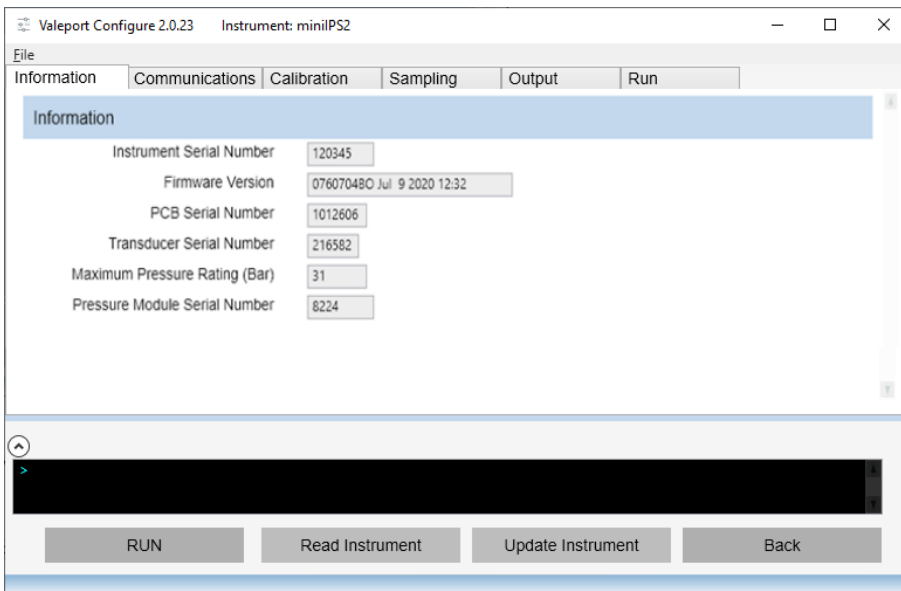 Valeport Configure 2.0.23 Instrument: miniIPS2
File
Information Communications Calibration Sampling Output Run
Information
Instrument Serial Number 120345
Firmware Version 0760704BO Jul 9 2020 12:32
PCB Serial Number 1012606
Transducer Serial Number 216582
Maximum Pressure Rating (Bar) 31
Pressure Module Serial Number 8224
>
RUN Read Instrument Update Instrument Back